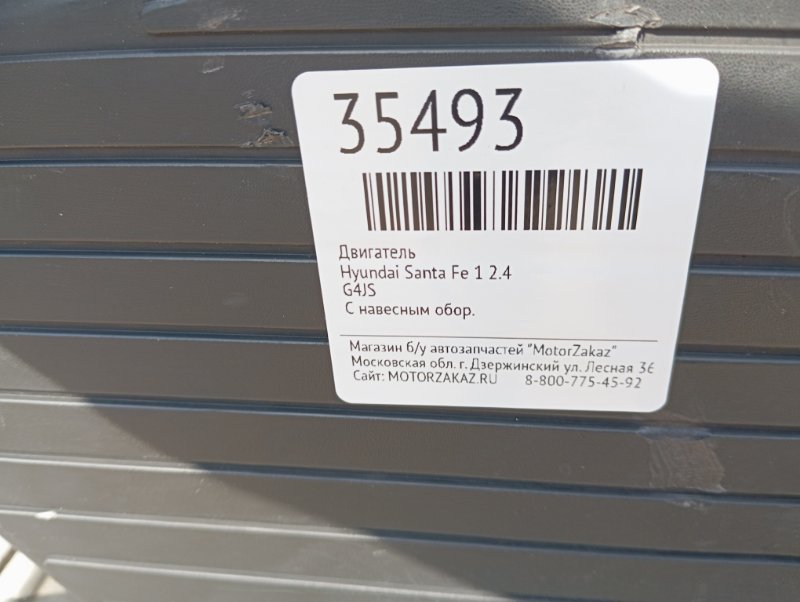 35493
Двигатель
Hyundai Santa Fe 1 2.4
G4JS
С навесным обор.
Магазин б/у автозапчастей "MotorZakaz"
Московская обл. г. Дзержинский ул. Лесная 3Б
Сайт: MOTORZAKAZ.RU 8-800-775-45-92